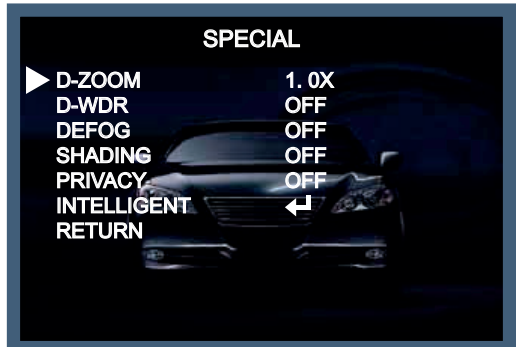 SPECIAL
D-ZOOM 1. 0X
D-WDR OFF
DEFOG OFF
SHADING OFF
PRIVACY OFF
INTELLIGENT ↵
RETURN